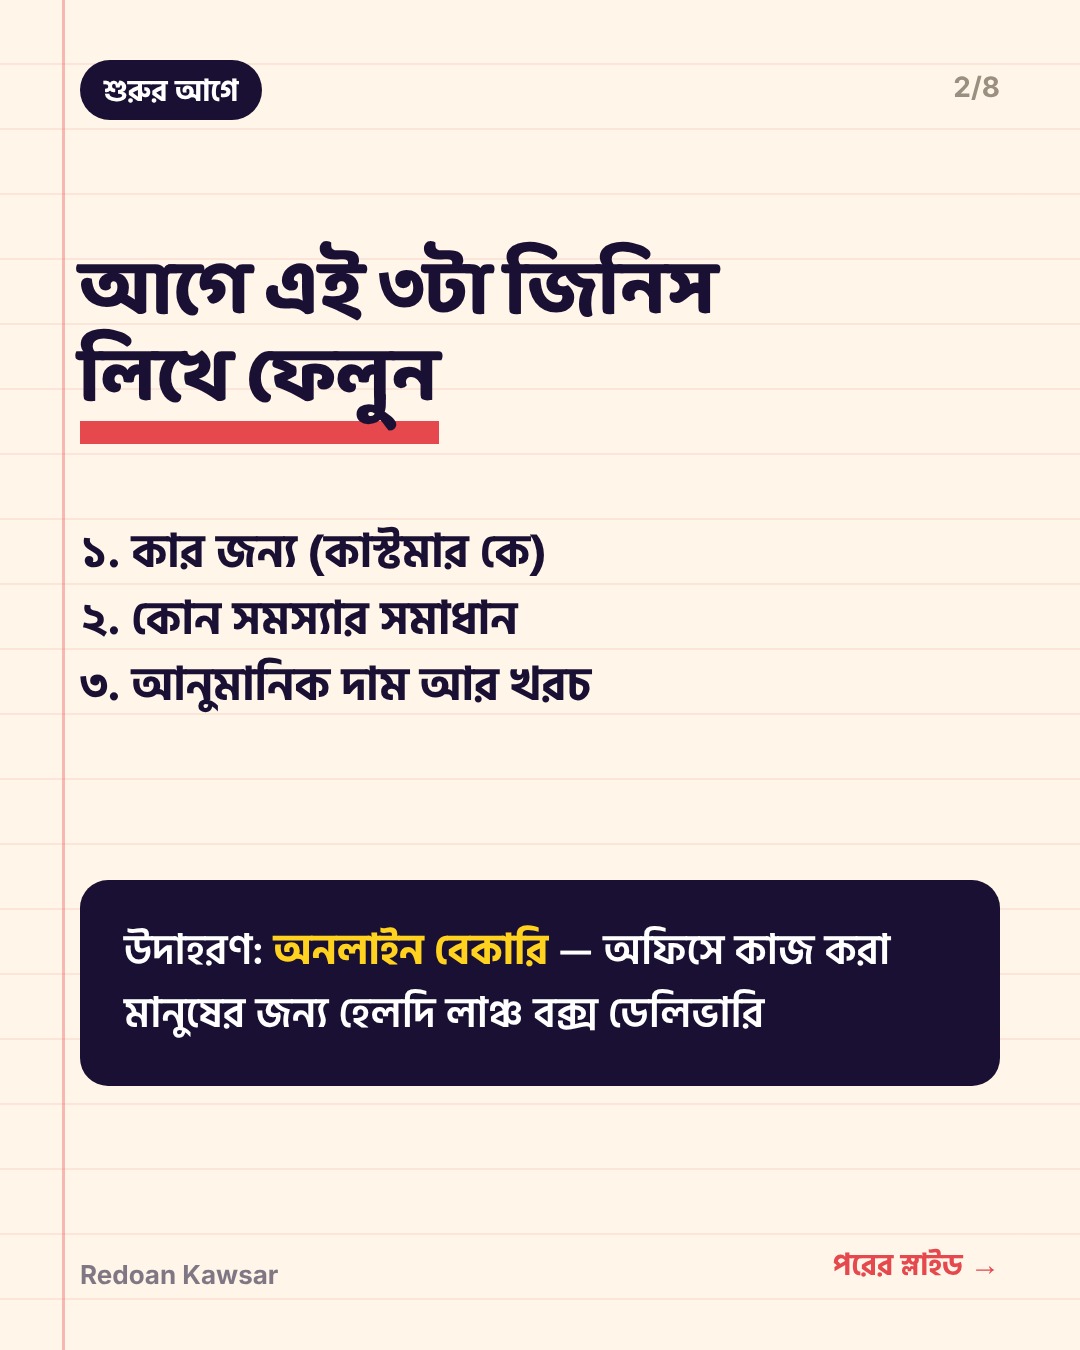 শুরুর আগে
2/8
আগে এই ৩টা জিনিস
লিখে ফেলুন
১. কার জন্য (কাস্টমার কে)
২. কোন সমস্যার সমাধান
৩. আনুমানিক দাম আর খরচ
উদাহরণ: অনলাইন বেকারি — অফিসে কাজ করা
মানুষের জন্য হেলদি লাঞ্চ বক্স ডেলিভারি
Redoan Kawsar
পরের স্লাইড →